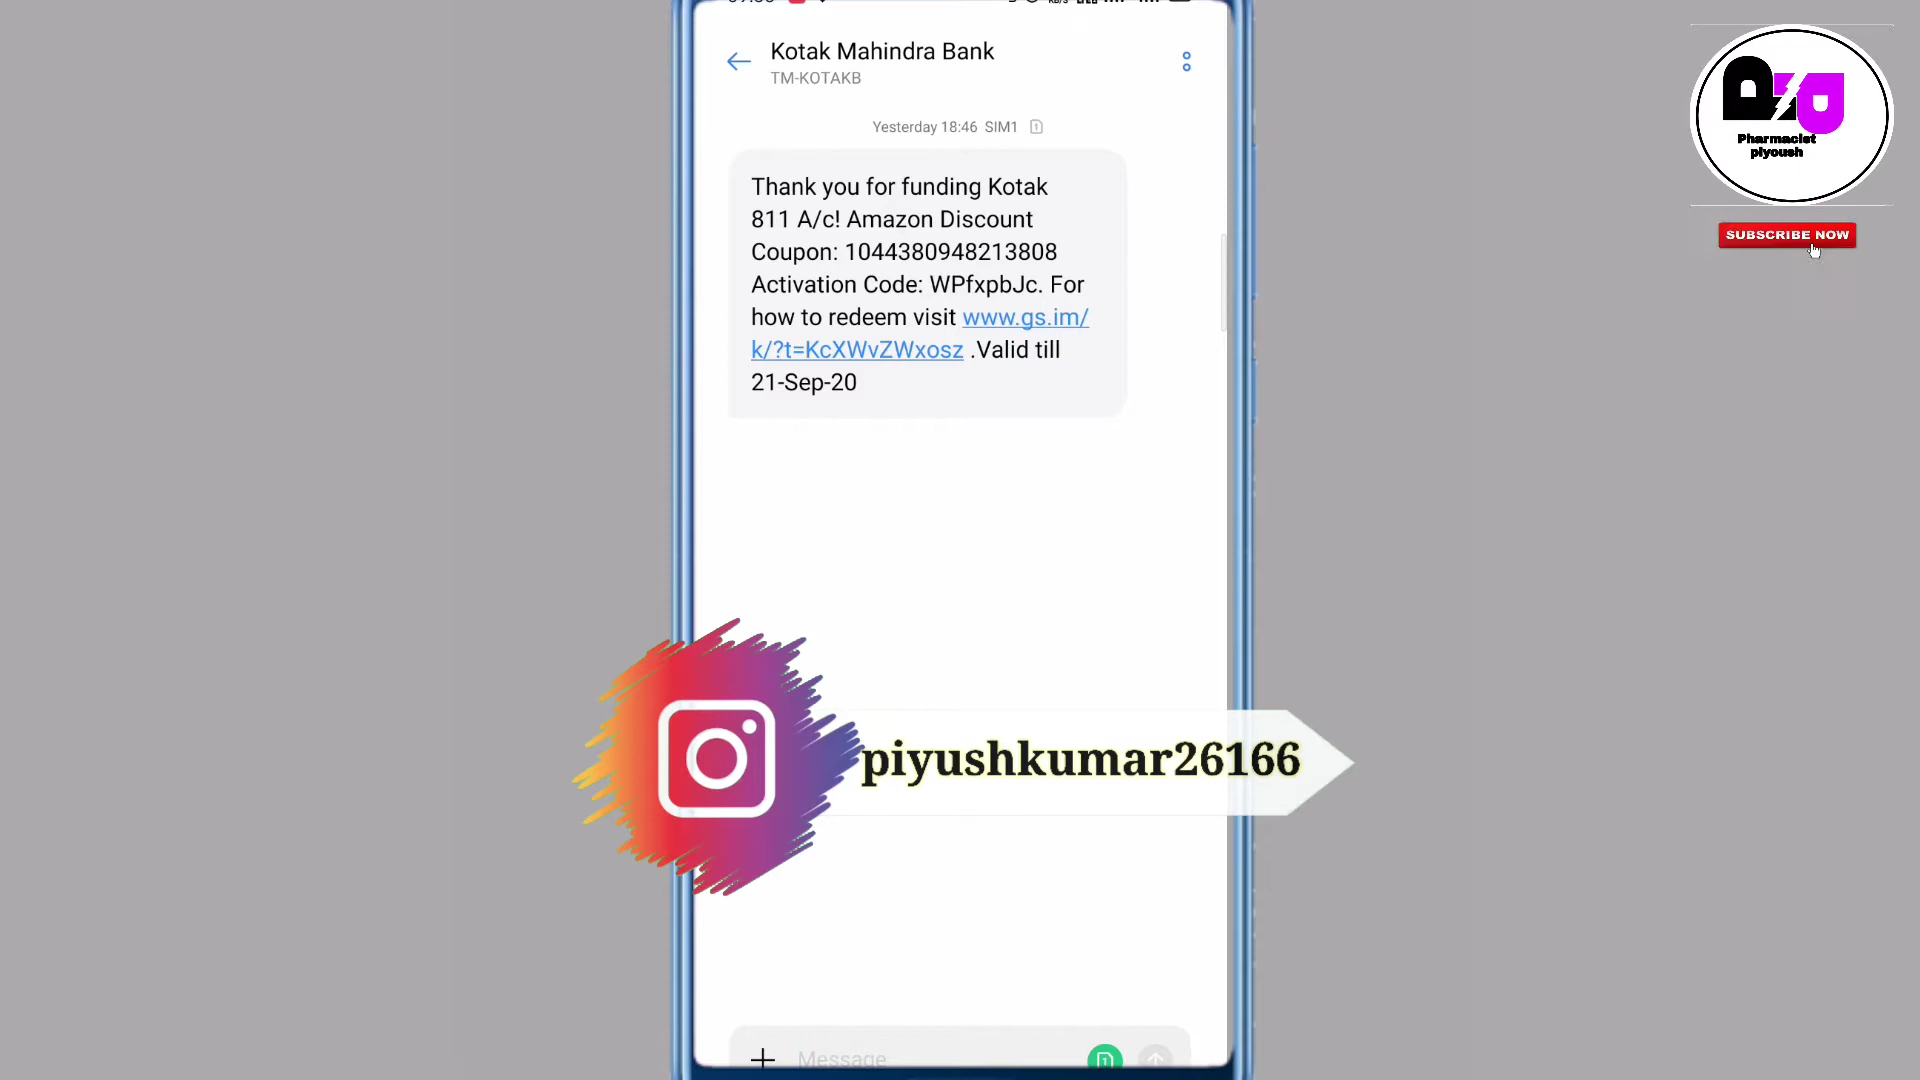 Kotak Mahindra Bank
TM-KOTAKB
Yesterday 18:46 SIM1
Thank you for funding Kotak
811 A/c! Amazon Discount
Coupon: 1044380948213808
Activation Code: WPfxpbJc. For
how to redeem visit www.gs.im/
k/?t=KcXWvZWxosz .Valid till
21-Sep-20
piyushkumar26166
Message
Pharmacist
piyoush
SUBSCRIBE NOW